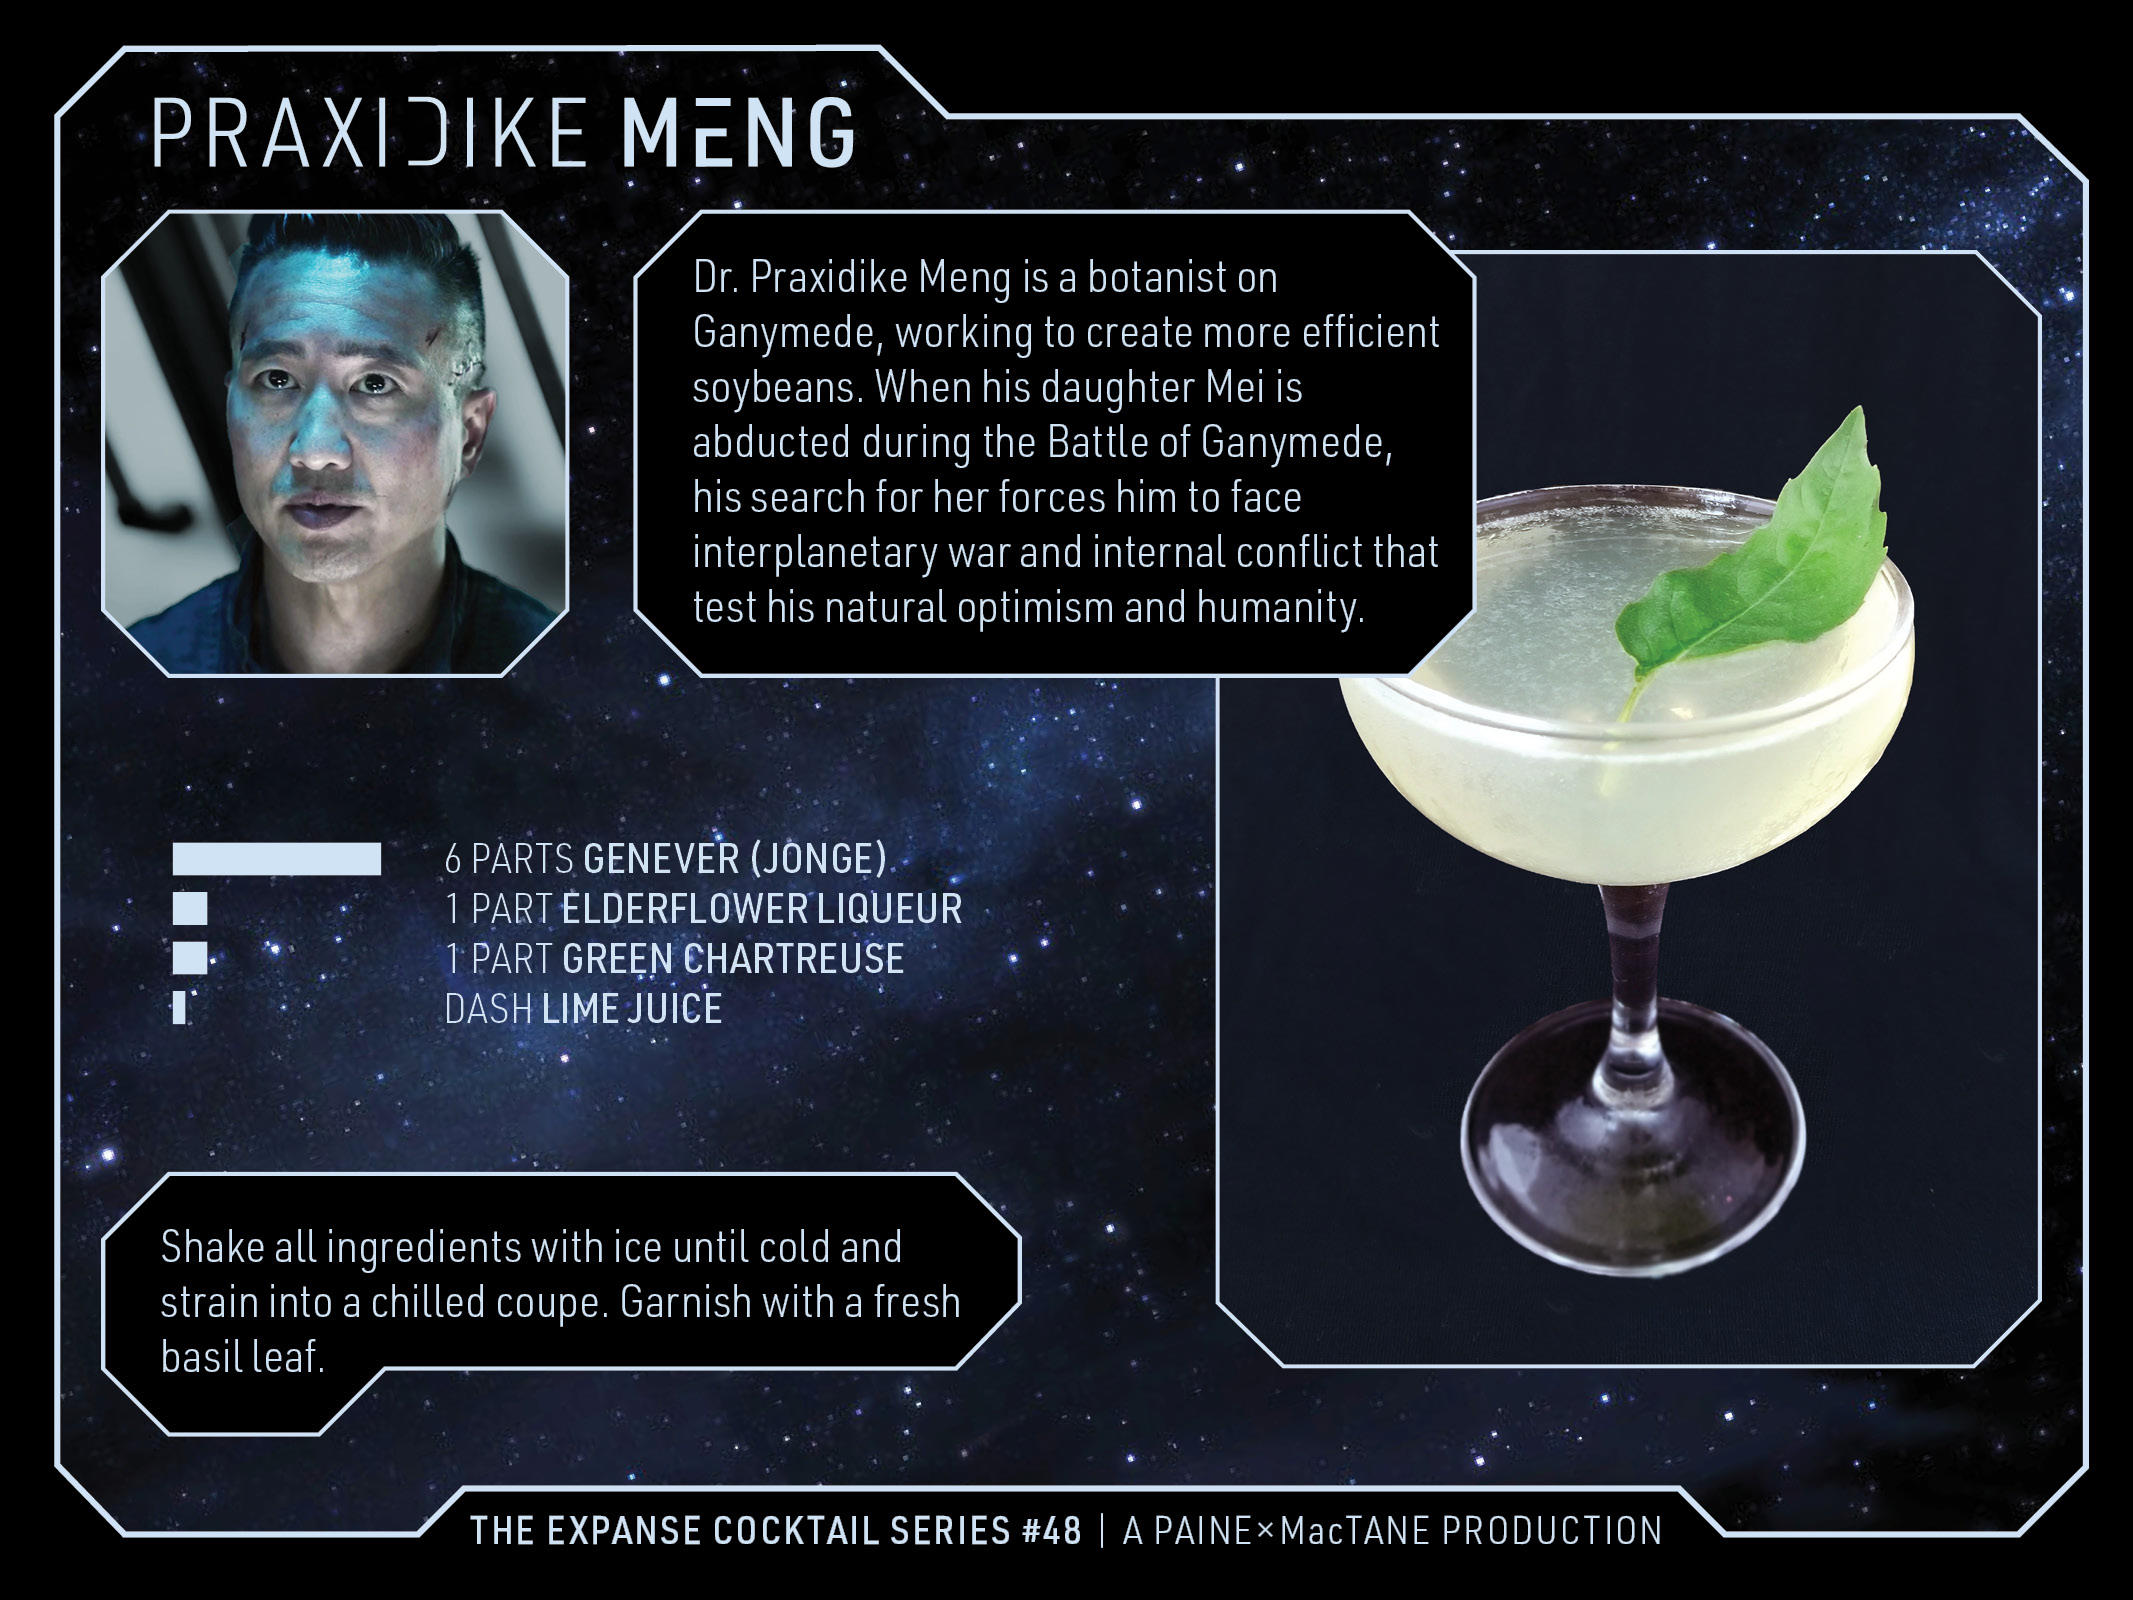 PRAXIDIKE MENG
Dr. Praxidike Meng is a botanist on
Ganymede, working to create more efficient
soybeans. When his daughter Mei is
abducted during the Battle of Ganymede,
his search for her forces him to face
interplanetary war and internal conflict that
test his natural optimism and humanity.
6 PARTS GENEVER (JONGE)
1 PART ELDERFLOWER LIQUEUR
1 PART GREEN CHARTREUSE
DASH LIME JUICE
Shake all ingredients with ice until cold and
strain into a chilled coupe. Garnish with a fresh
basil leaf.
THE EXPANSE COCKTAIL SERIES #48 | A PAINE×MacTANE PRODUCTION